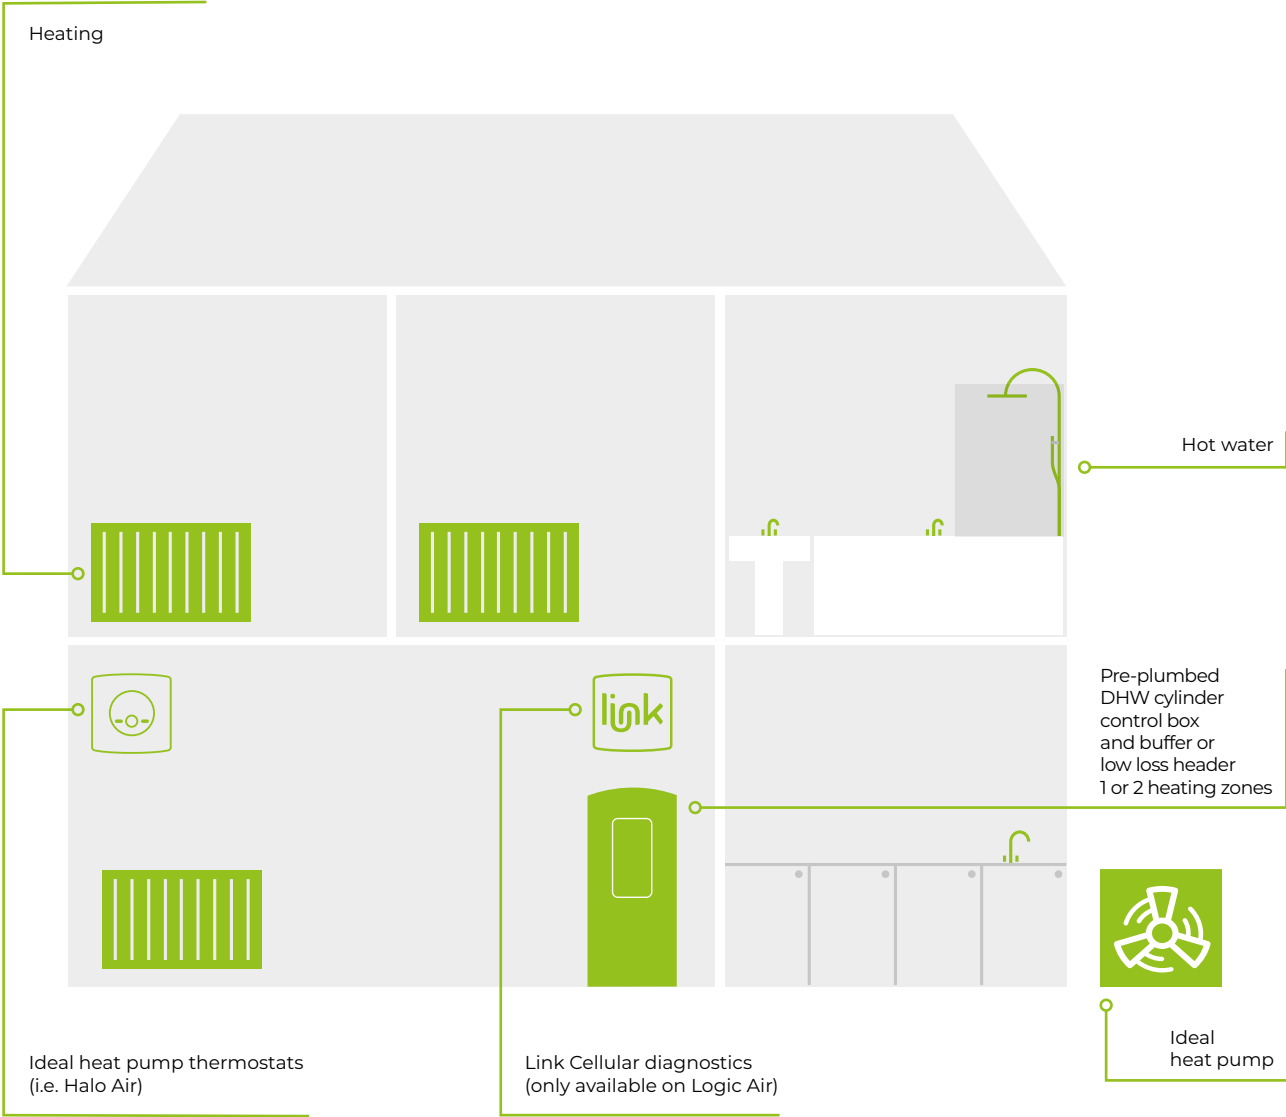 Heating
Hot water
link
Pre-plumbed
DHW cylinder
control box
and buffer or
low loss header
1 or 2 heating zones
Ideal
heat pump
Ideal heat pump thermostats
(i.e. Halo Air)
Link Cellular diagnostics
(only available on Logic Air)